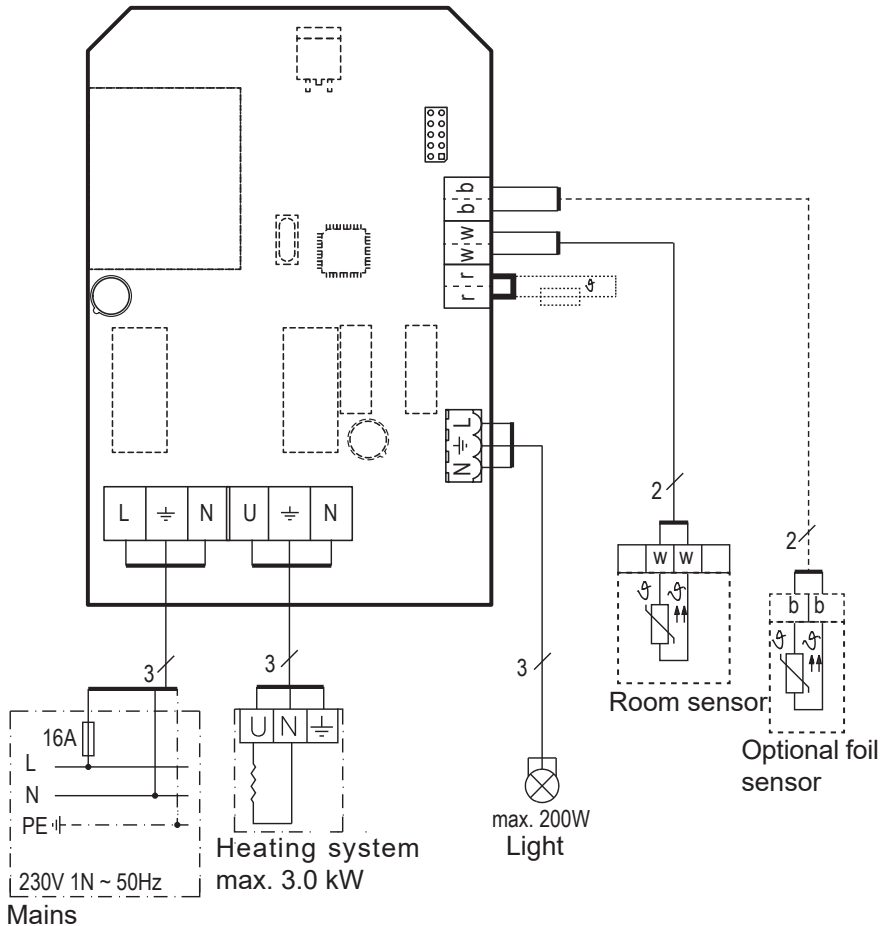 b
b
w
w
r
r
ϑ
L
N
L
N
U
N
2
w w
ϑ ϑ
Room sensor
2
b b
ϑ ϑ
Optional foil
sensor
3
max. 200W
Light
3
U N
Heating system
max. 3.0 kW
3
16A
L
N
PE
230V 1N ~ 50Hz
Mains